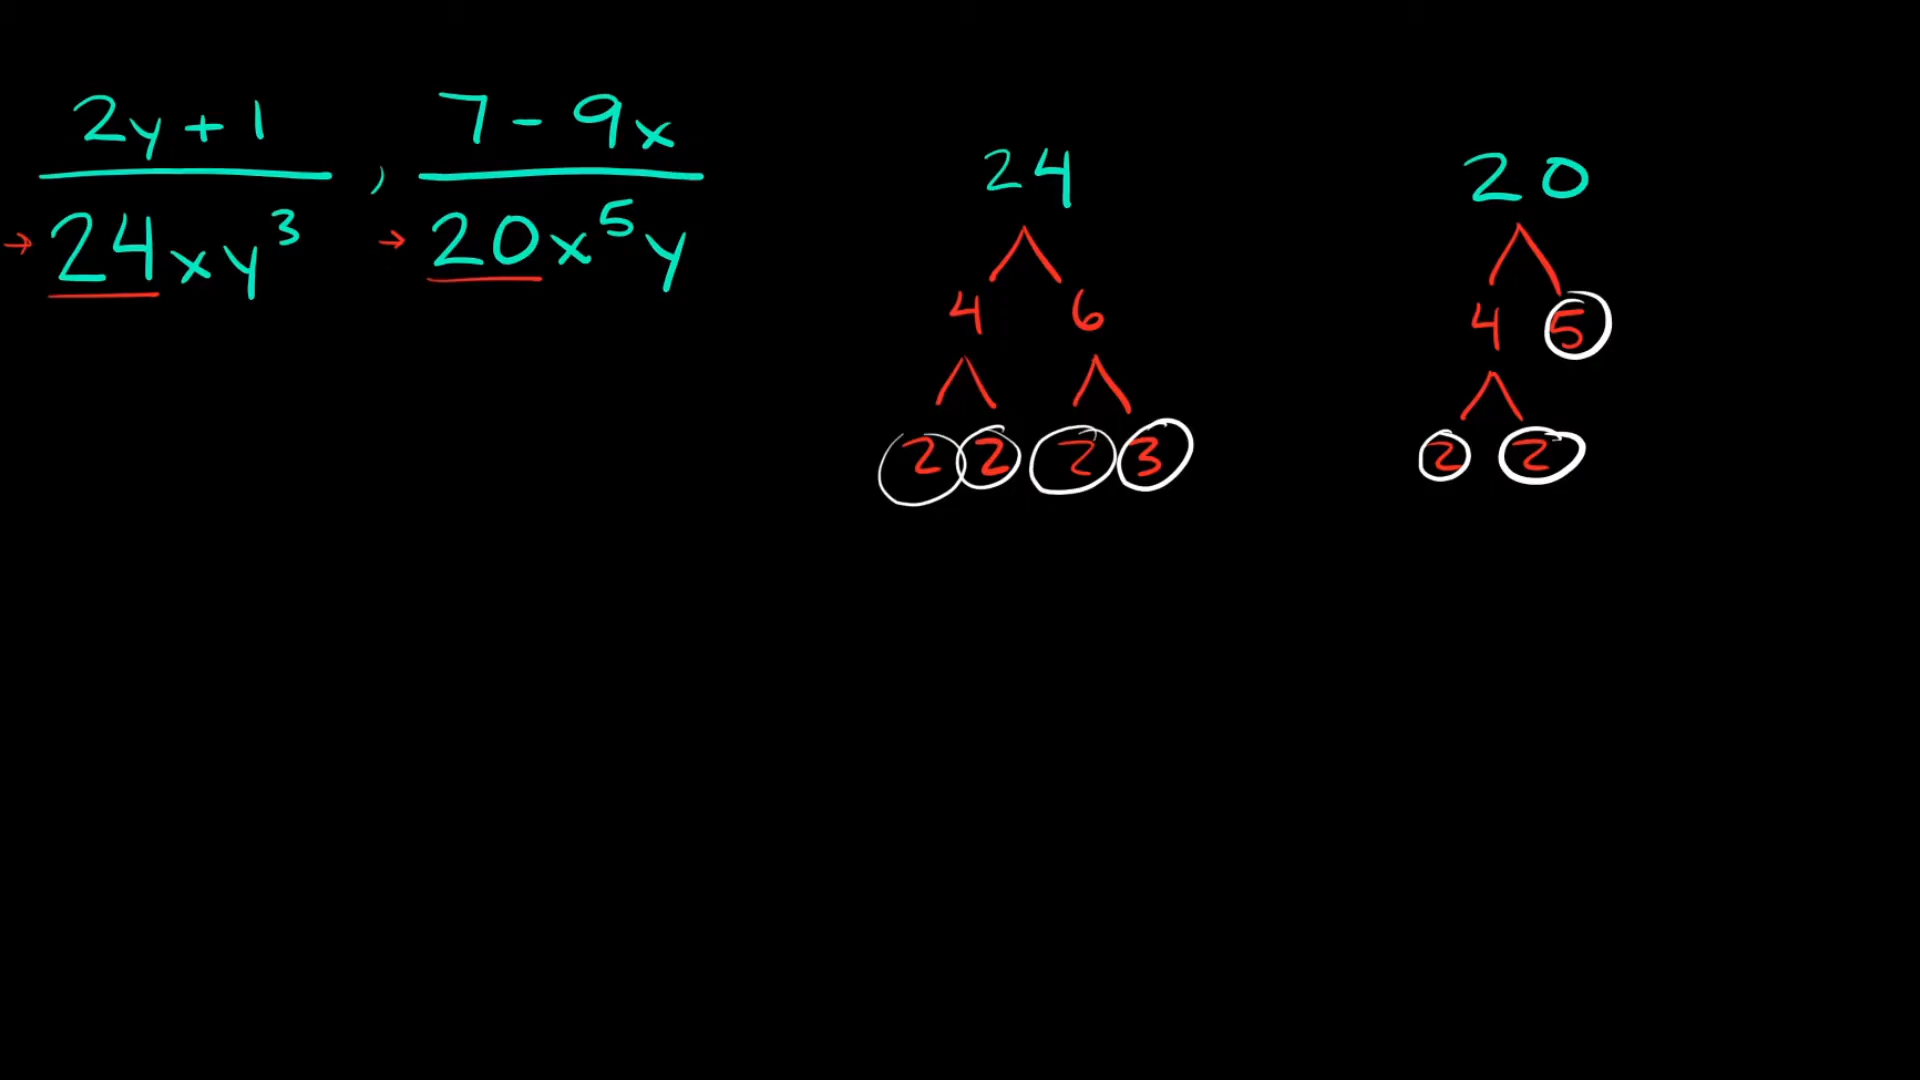 2y + 1 , 7 - 9x
→ 24xy³ → 20x⁵y
24 20
4 6 4 5
2 2 2 3 2 2